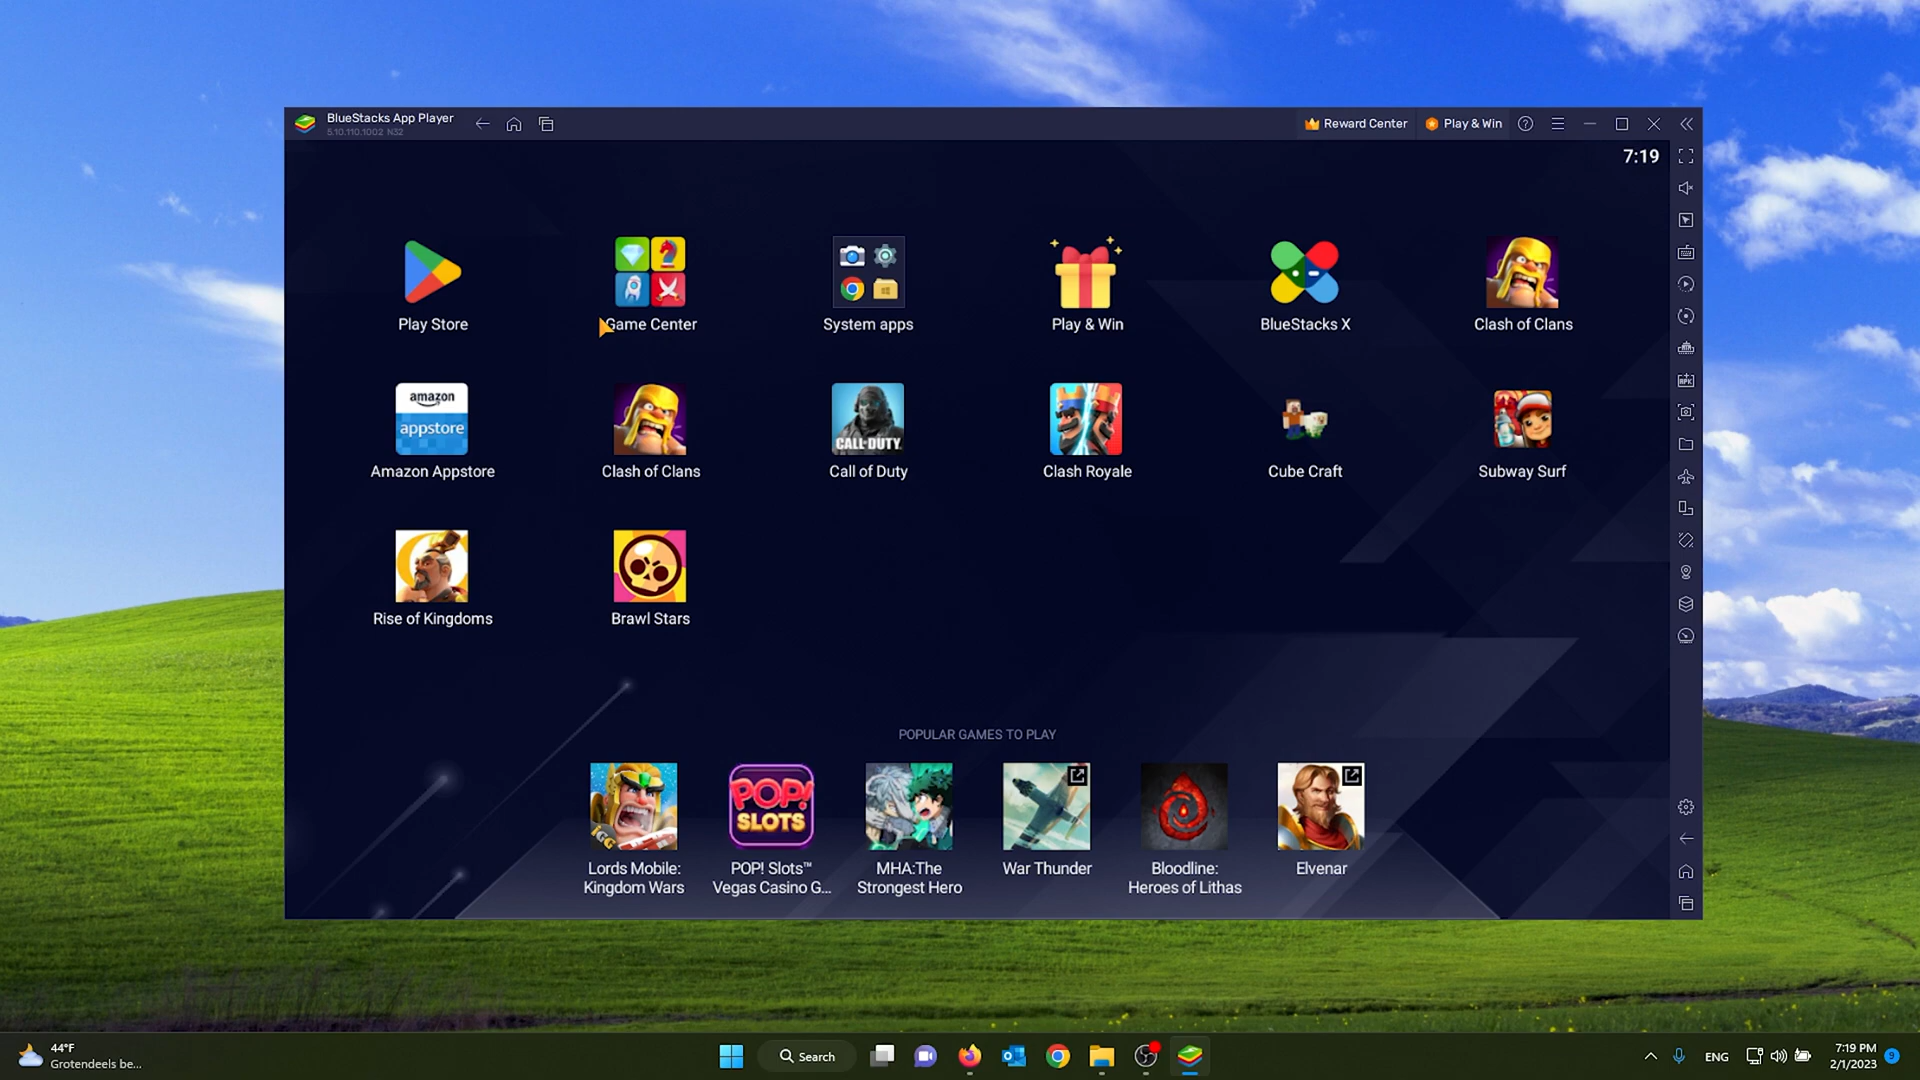 BlueStacks App Player
5.10.110.1002 N32
Reward Center
Play & Win
7:19
Play Store
Game Center
System apps
Play & Win
BlueStacks X
Clash of Clans
amazon
appstore
CALL·DUTY.
Amazon Appstore
Clash of Clans
Call of Duty
Clash Royale
Cube Craft
Subway Surf
APK
Rise of Kingdoms
Brawl Stars
POPULAR GAMES TO PLAY
IGG
POP!
SLOTS
Lords Mobile:
Kingdom Wars
POP! Slots™
Vegas Casino G...
MHA:The
Strongest Hero
War Thunder
Bloodline:
Heroes of Lithas
Elvenar
44°F
Grotendeels be...
Search
ENG
7:19 PM
2/1/2023
9